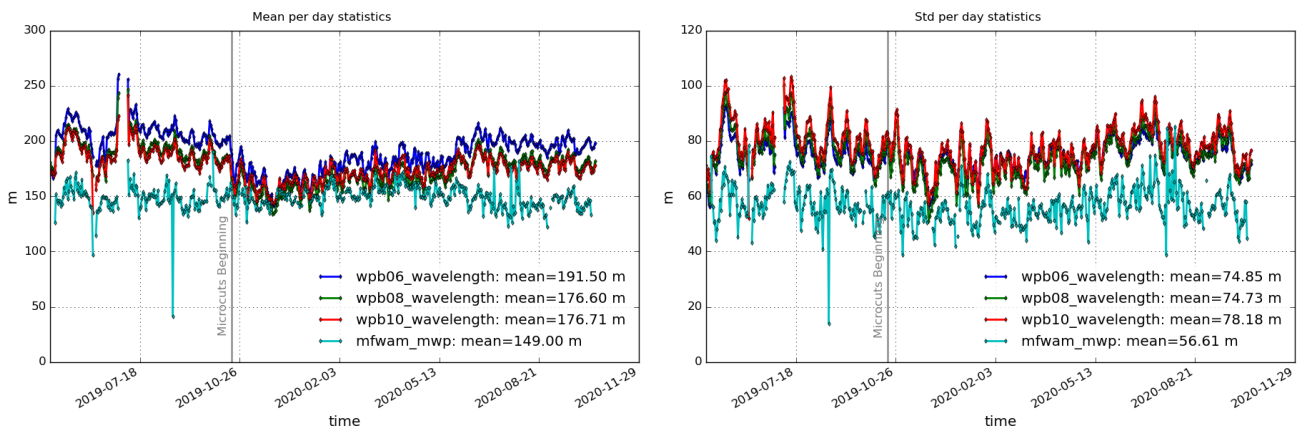 Mean per day statistics
300
250
200
150
100
50
0
m
Microcuts Beginning
wpb06_wavelength: mean=191.50 m
wpb08_wavelength: mean=176.60 m
wpb10_wavelength: mean=176.71 m
mfwam_mwp: mean=149.00 m
2019-07-18
2019-10-26
2020-02-03
2020-05-13
2020-08-21
2020-11-29
time
Std per day statistics
120
100
80
60
40
20
0
m
Microcuts Beginning
wpb06_wavelength: mean=74.85 m
wpb08_wavelength: mean=74.73 m
wpb10_wavelength: mean=78.18 m
mfwam_mwp: mean=56.61 m
2019-07-18
2019-10-26
2020-02-03
2020-05-13
2020-08-21
2020-11-29
time